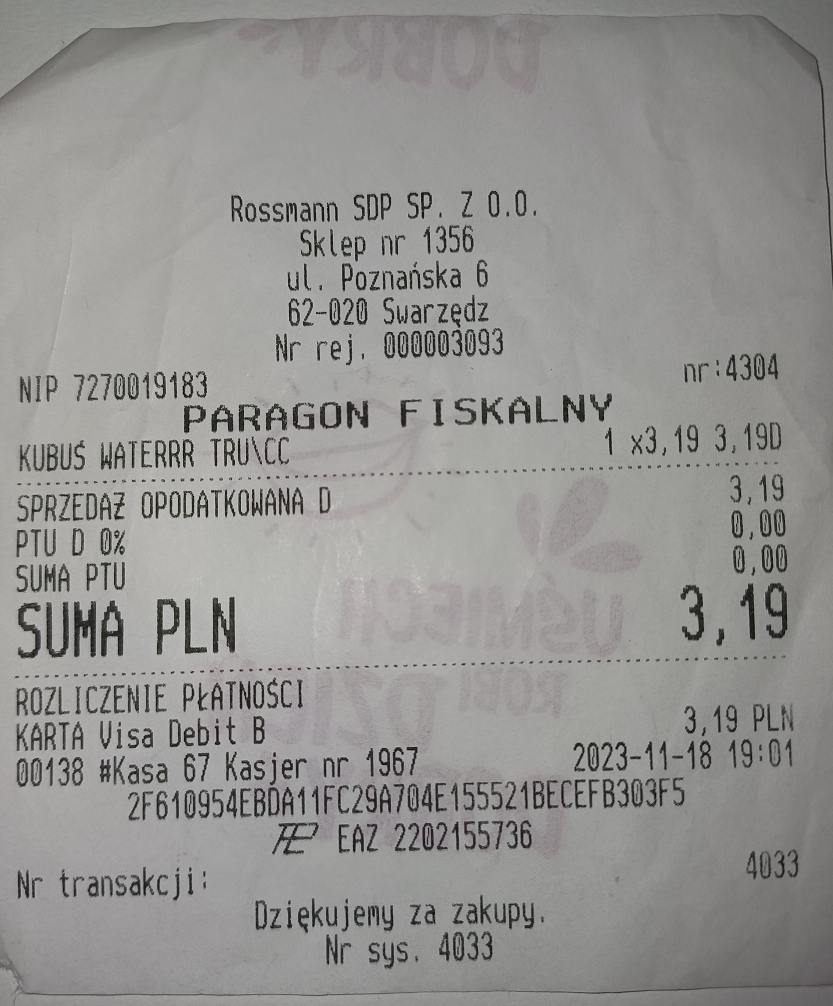 Rossmann SDP SP. Z O.O.
Sklep nr 1356
ul. Poznańska 6
62-020 Swarzędz
Nr rej. 000003093
NIP 7270019183 nr:4304
PARAGON FISKALNY
KUBUŚ WATERRR TRU\CC 1 x3,19 3,19D
SPRZEDAŻ OPODATKOWANA D 3,19
PTU D 0% 0,00
SUMA PTU 0,00
SUMA PLN 3,19
ROZLICZENIE PŁATNOŚCI
KARTA Visa Debit B 3,19 PLN
00138 #Kasa 67 Kasjer nr 1967 2023-11-18 19:01
2F610954EBDA11FC29A704E155521BECEFB303F5
EAZ 2202155736
Nr transakcji: 4033
Dziękujemy za zakupy.
Nr sys. 4033